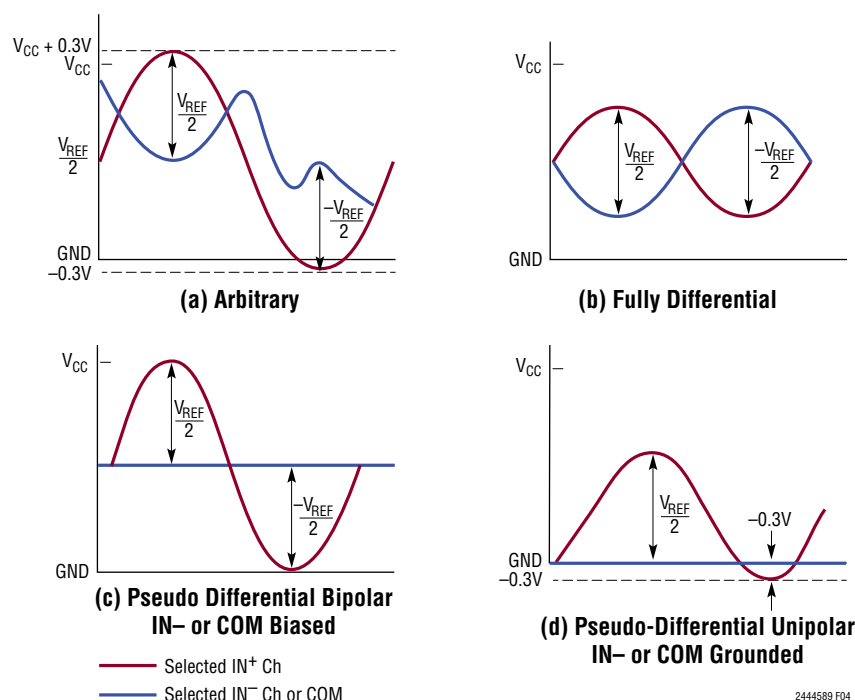 V_CC + 0.3V
V_CC
V_REF
2
V_REF
2
–V_REF
2
GND
–0.3V
(a) Arbitrary
V_CC
V_REF
2
–V_REF
2
GND
(b) Fully Differential
V_CC
V_REF
2
–V_REF
2
GND
(c) Pseudo Differential Bipolar
IN– or COM Biased
V_CC
V_REF
2
–0.3V
GND
–0.3V
(d) Pseudo-Differential Unipolar
IN– or COM Grounded
Selected IN⁺ Ch
Selected IN⁻ Ch or COM
2444589 F04